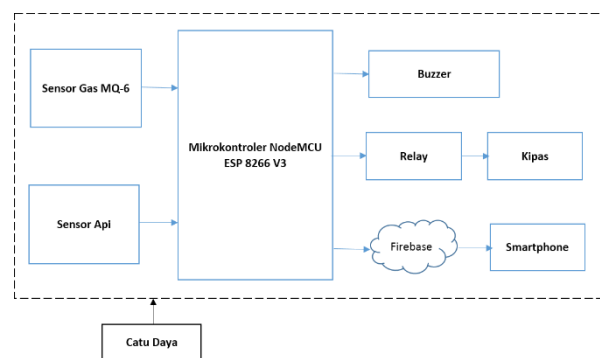 Sensor Gas MQ-6
Sensor Api
Mikrokontroler NodeMCU
ESP 8266 V3
Buzzer
Relay
Kipas
Firebase
Smartphone
Catu Daya